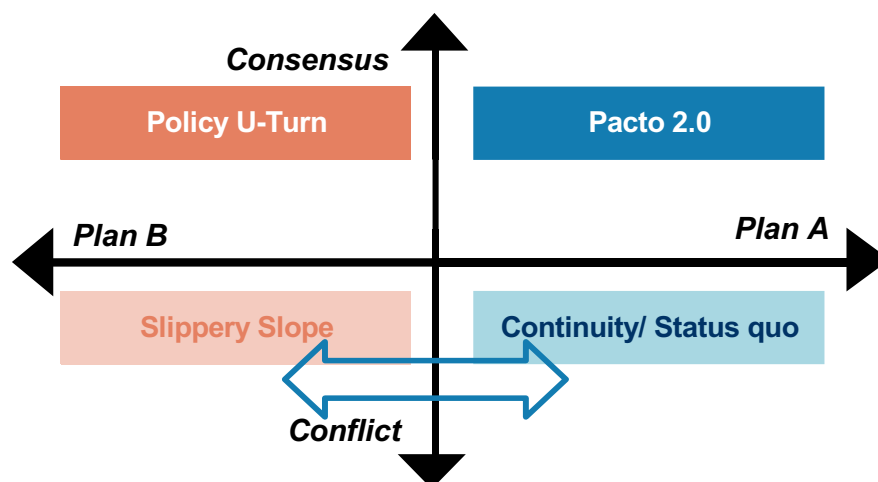 Consensus
Policy U-Turn
Pacto 2.0
Plan B
Plan A
Slippery Slope
Continuity/ Status quo
Conflict